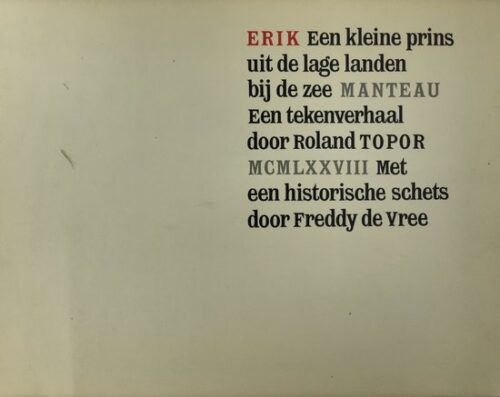 ERIK Een kleine prins
uit de lage landen
bij de zee MANTEAU
Een tekenverhaal
door Roland TOPOR
MCMLXXVIII Met
een historische schets
door Freddy de Vree